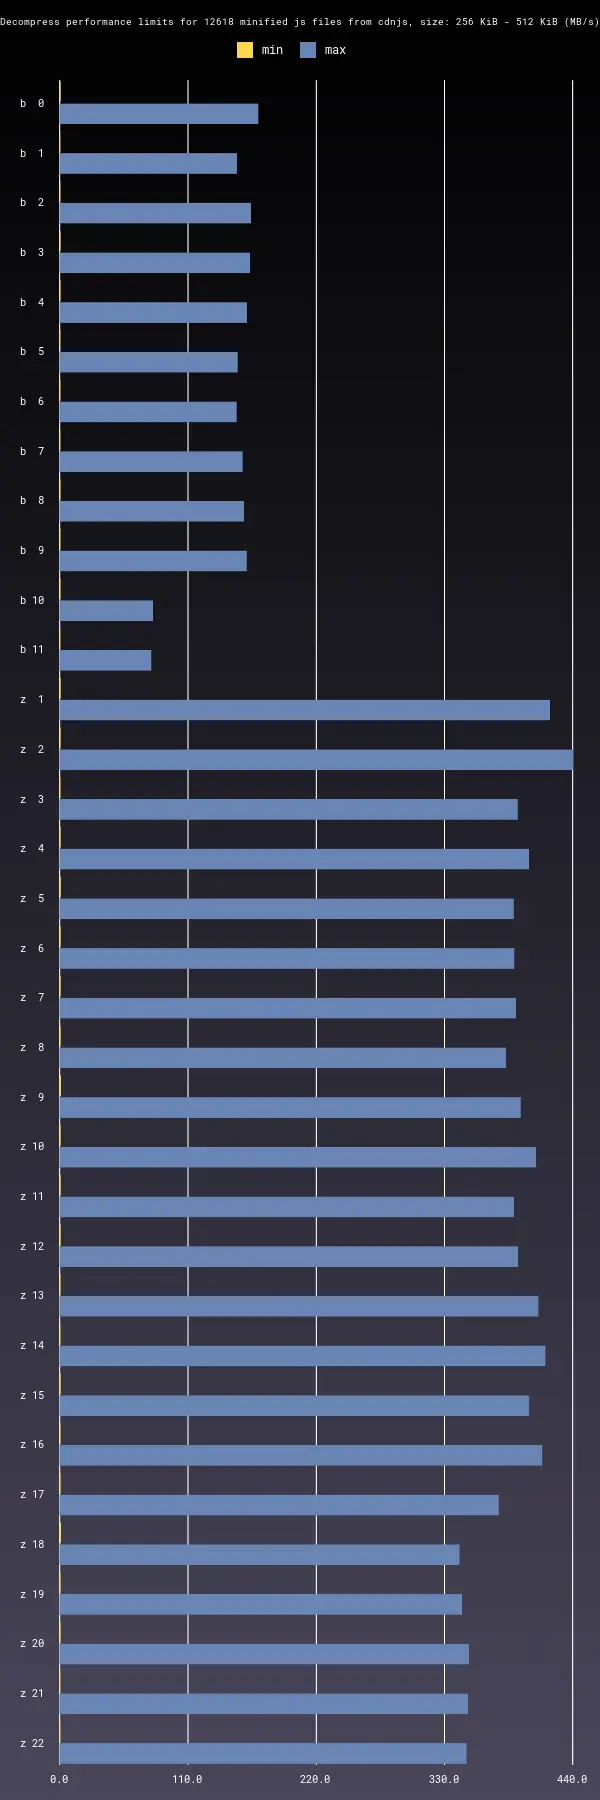 Decompress performance limits for 12618 minified js files from cdnjs, size: 256 KiB - 512 KiB (MB/s)
min max
b 0
b 1
b 2
b 3
b 4
b 5
b 6
b 7
b 8
b 9
b 10
b 11
z 1
z 2
z 3
z 4
z 5
z 6
z 7
z 8
z 9
z 10
z 11
z 12
z 13
z 14
z 15
z 16
z 17
z 18
z 19
z 20
z 21
z 22
0.0 110.0 220.0 330.0 440.0